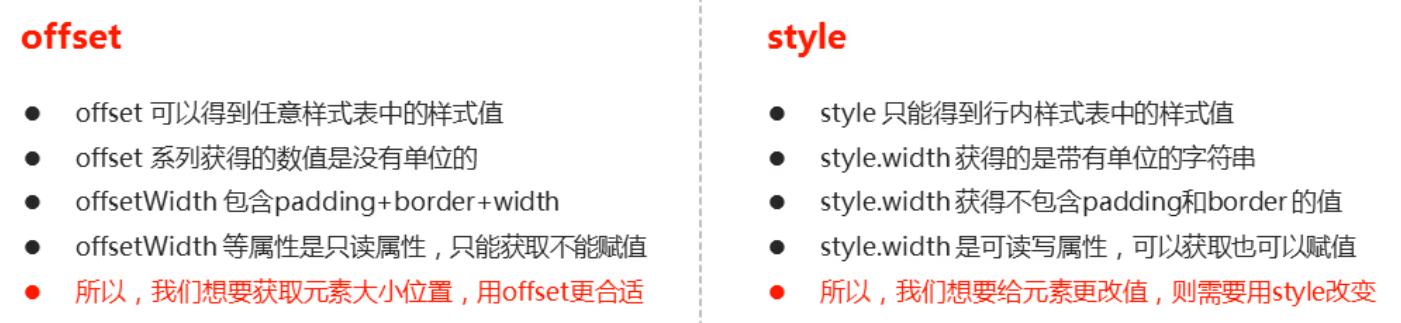 offset
● offset 可以得到任意样式表中的样式值
● offset 系列获得的数值是没有单位的
● offsetWidth 包含padding+border+width
● offsetWidth 等属性是只读属性，只能获取不能赋值
● 所以，我们想要获取元素大小位置，用offset更合适
style
● style 只能得到行内样式表中的样式值
● style.width 获得的是带有单位的字符串
● style.width 获得不包含padding和border 的值
● style.width 是可读写属性，可以获取也可以赋值
● 所以，我们想要给元素更改值，则需要用style改变